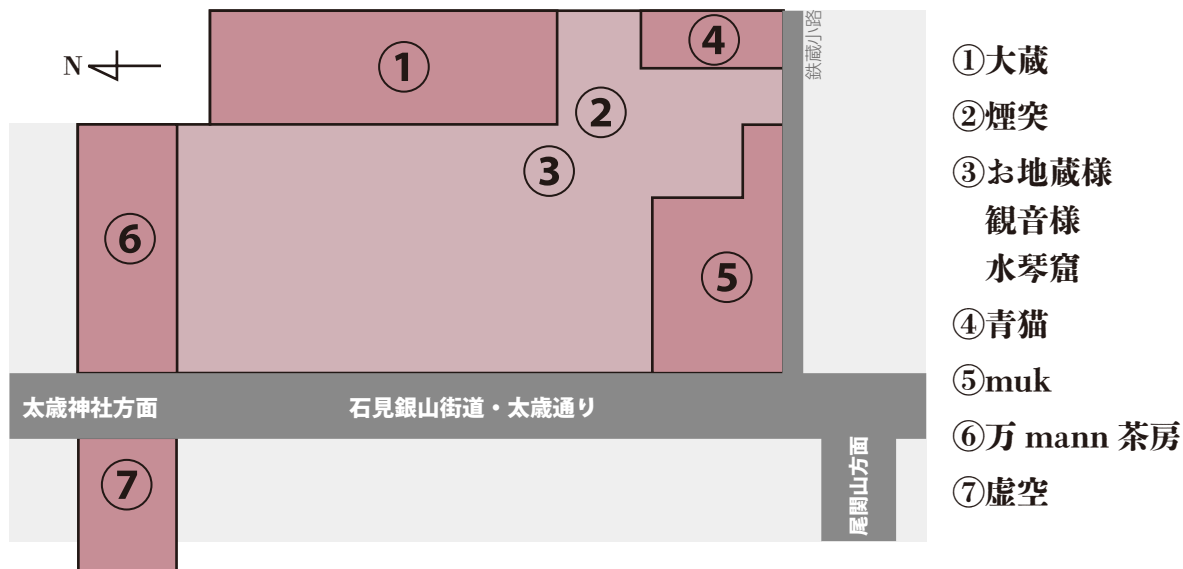 N
①
②
③
④
⑤
⑥
⑦
鉄蔵小路
太歳神社方面
石見銀山街道・太歳通り
尾関山方面
①大蔵
②煙突
③お地蔵様
観音様
水琴窟
④青猫
⑤muk
⑥万 mann 茶房
⑦虚空